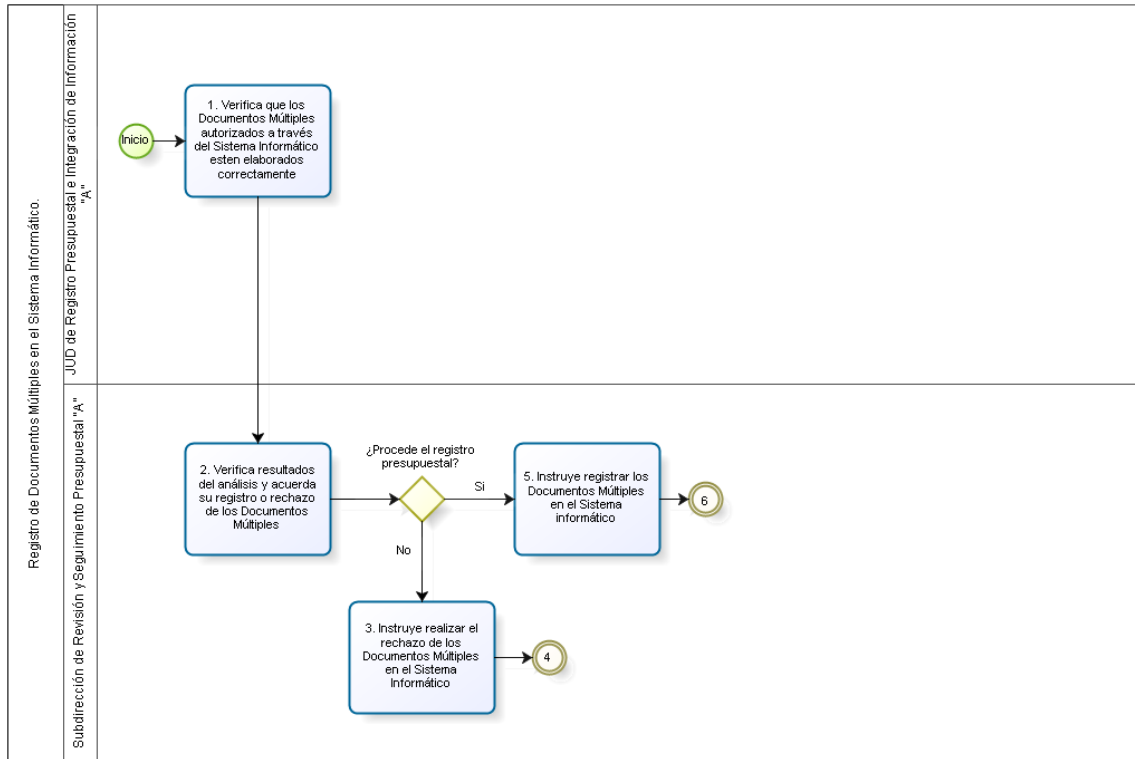 Registro de Documentos Múltiples en el Sistema Informático.
JUD de Registro Presupuestal e Integración de Información
"A"
Inicio
1. Verifica que los
Documentos Múltiples
autorizados a través
del Sistema Informático
esten elaborados
correctamente
Subdirección de Revisión y Seguimiento Presupuestal "A"
2. Verifica resultados
del análisis y acuerda
su registro o rechazo
de los Documentos
Múltiples
¿Procede el registro
presupuestal?
Si
No
5. Instruye registrar los
Documentos Múltiples
en el Sistema
informático
6
3. Instruye realizar el
rechazo de los
Documentos Múltiples
en el Sistema
Informático
4